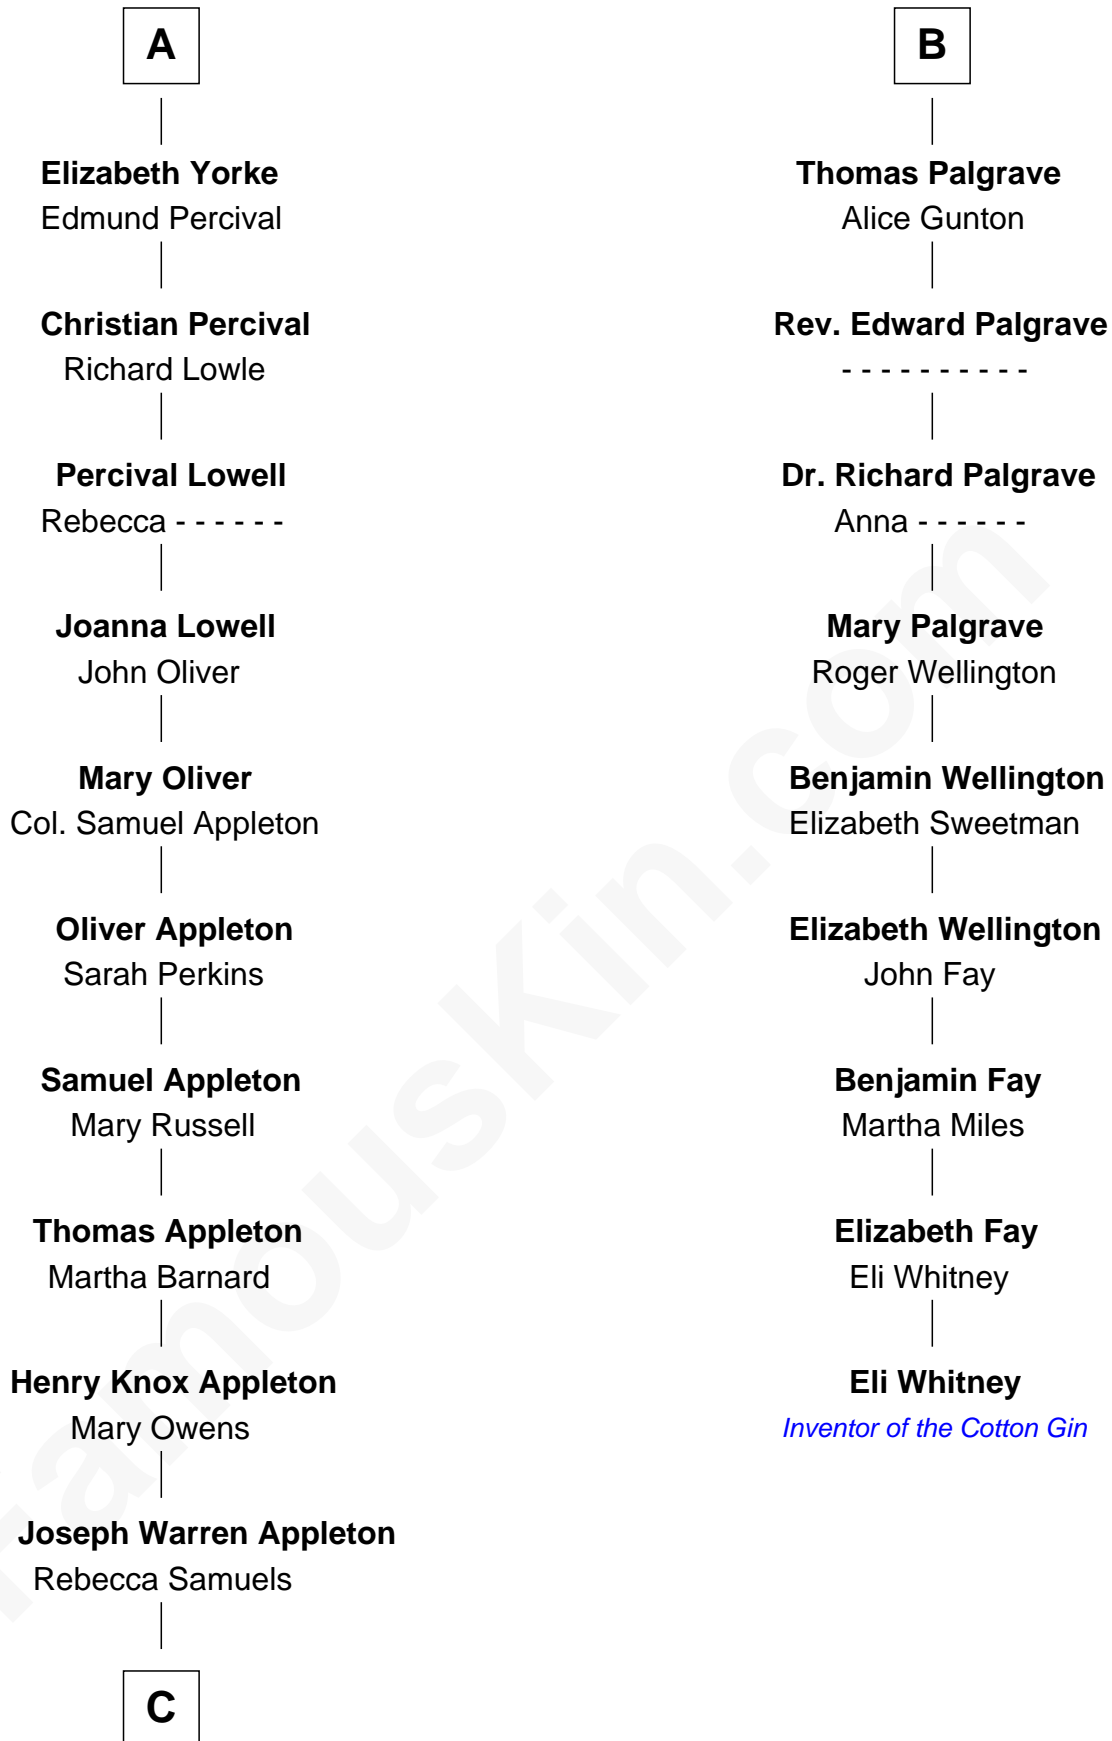 A
Elizabeth Yorke
Edmund Percival
Christian Percival
Richard Lowle
Percival Lowell
Rebecca - - - - - -
Joanna Lowell
John Oliver
Mary Oliver
Col. Samuel Appleton
Oliver Appleton
Sarah Perkins
Samuel Appleton
Mary Russell
Thomas Appleton
Martha Barnard
Henry Knox Appleton
Mary Owens
Joseph Warren Appleton
Rebecca Samuels
C
B
Thomas Palgrave
Alice Gunton
Rev. Edward Palgrave
- - - - - - - - - -
Dr. Richard Palgrave
Anna - - - - - -
Mary Palgrave
Roger Wellington
Benjamin Wellington
Elizabeth Sweetman
Elizabeth Wellington
John Fay
Benjamin Fay
Martha Miles
Elizabeth Fay
Eli Whitney
Eli Whitney
Inventor of the Cotton Gin
FamousKin.com